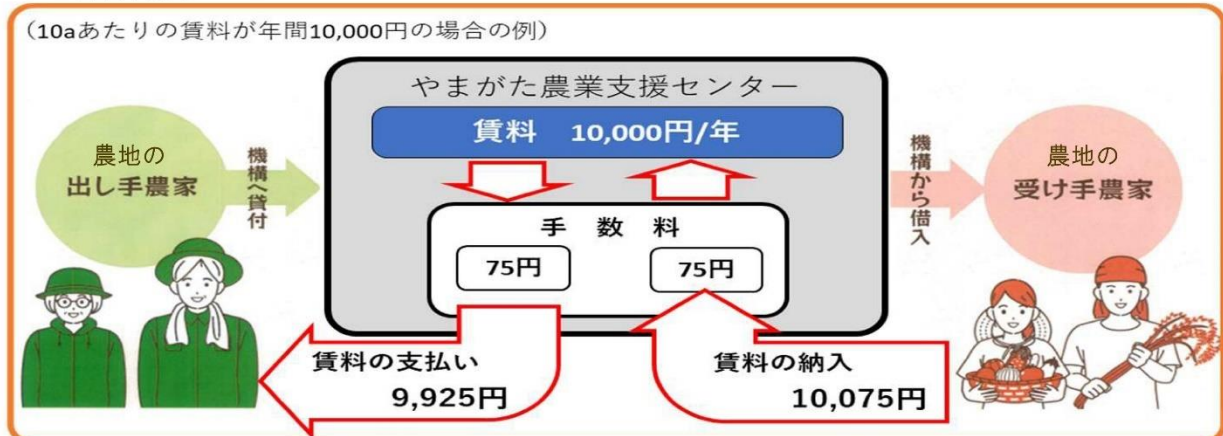 (10aあたりの賃料が年間10,000円の場合の例)
やまがた農業支援センター
賃料　10,000円/年
農地の
出し手農家
機構へ貸付
機構から借入
農地の
受け手農家
手　数　料
75円
75円
賃料の支払い
9,925円
賃料の納入
10,075円